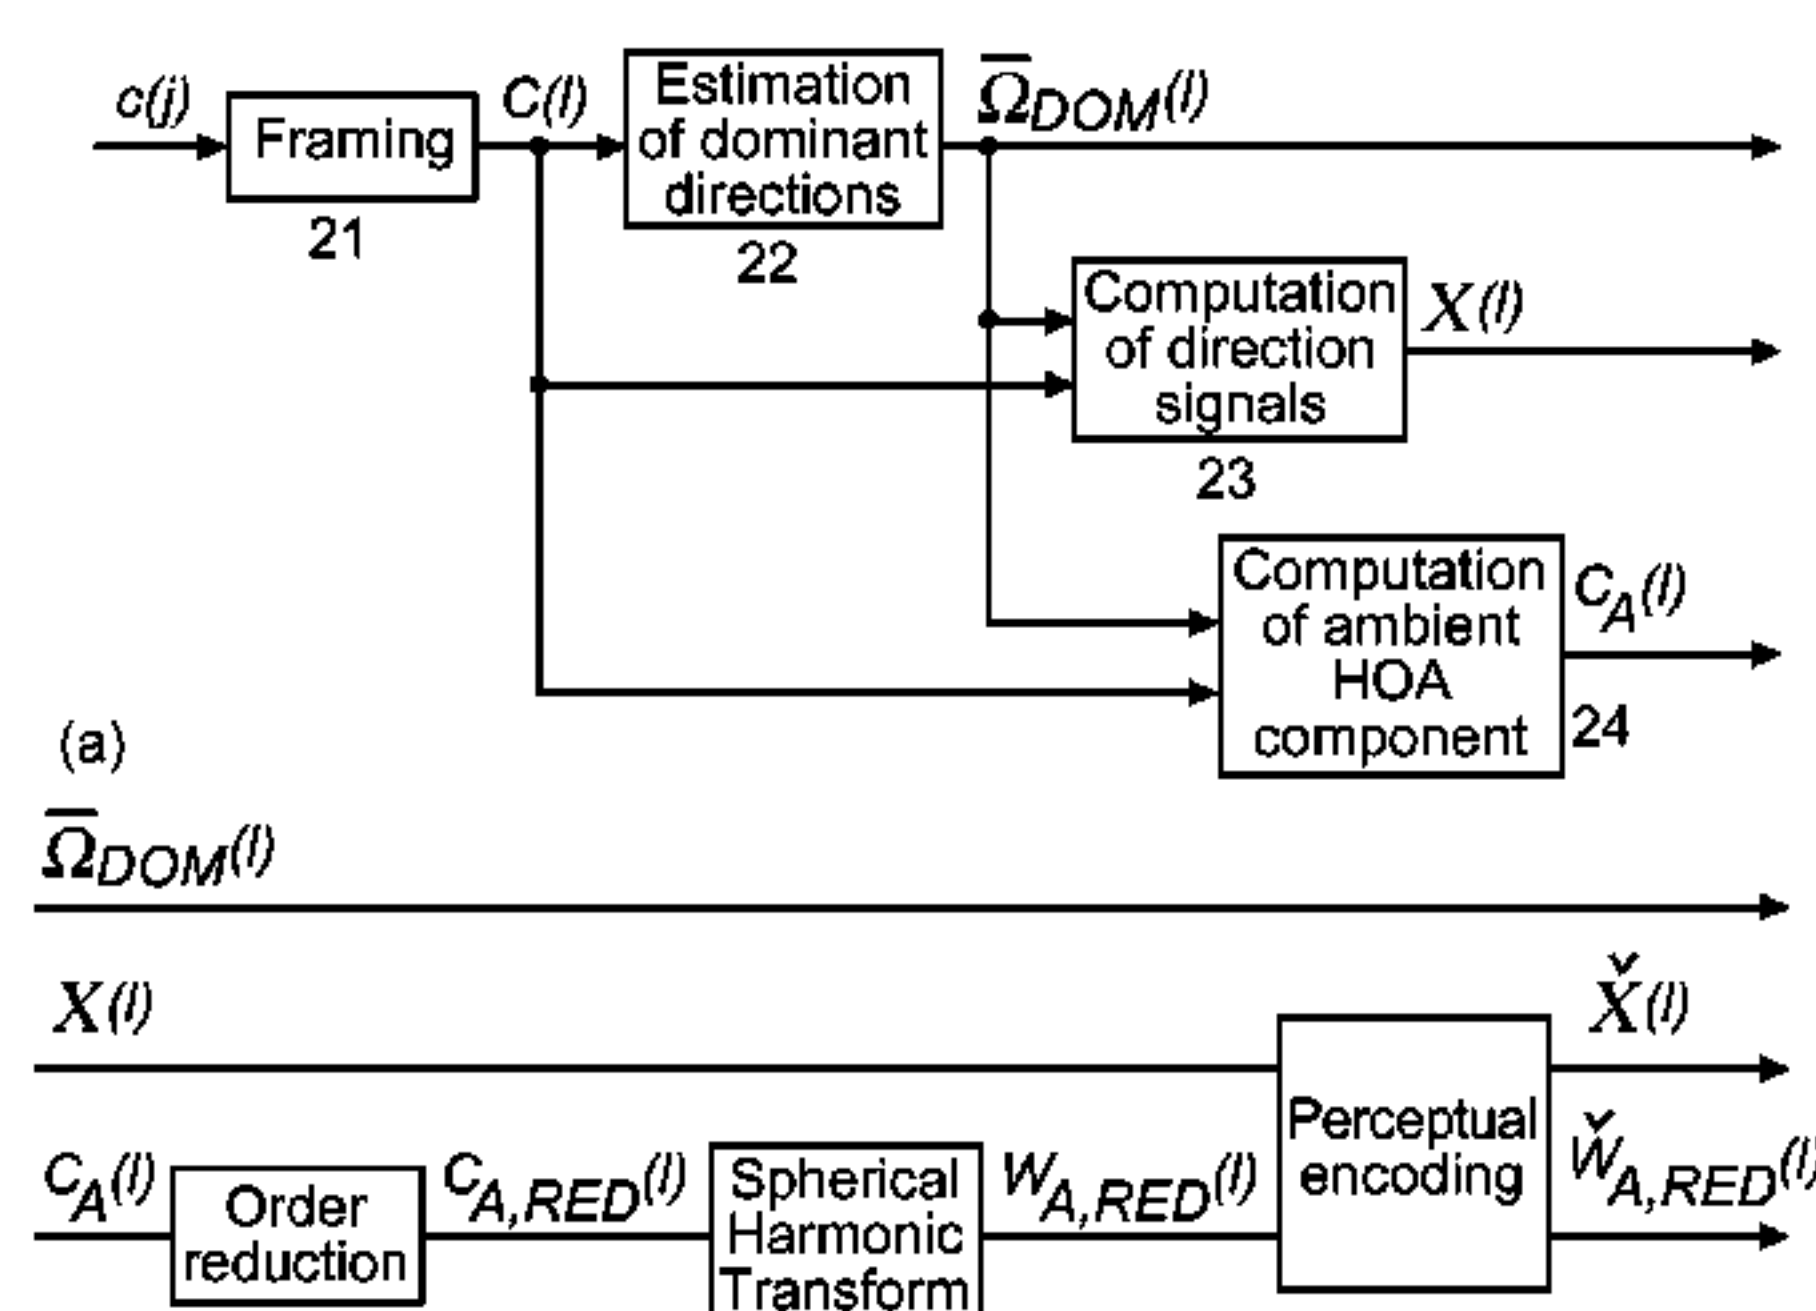 c(j)
Framing
21
C(l)
Estimation
of dominant
directions
22
Ω̅DOM(l)
Computation
of direction
signals
23
X(l)
Computation
of ambient
HOA
component
24
CA(l)
(a)
Ω̅DOM(l)
X(l)
X̌(l)
CA(l)
Order
reduction
CA,RED(l)
Spherical
Harmonic
Transform
WA,RED(l)
Perceptual
encoding
W̌A,RED(l)